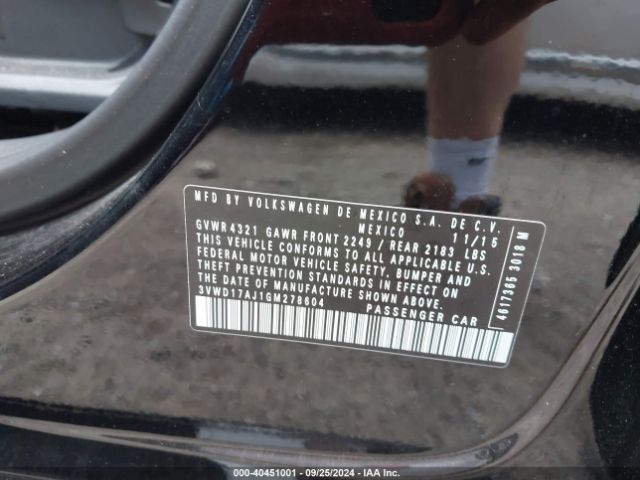 MFD BY VOLKSWAGEN DE MEXICO S.A. DE C.V.
MEXICO 11/15
GVWR 4321 GAWR FRONT 2249 / REAR 2183 LBS
THIS VEHICLE CONFORMS TO ALL APPLICABLE U.S.
FEDERAL MOTOR VEHICLE SAFETY, BUMPER AND
THEFT PREVENTION STANDARDS IN EFFECT ON
THE DATE OF MANUFACTURE SHOWN ABOVE.
3VWD17AJ1GM278604 PASSENGER CAR
4617365 3018 M
000-40451001 - 09/25/2024 - IAA Inc.